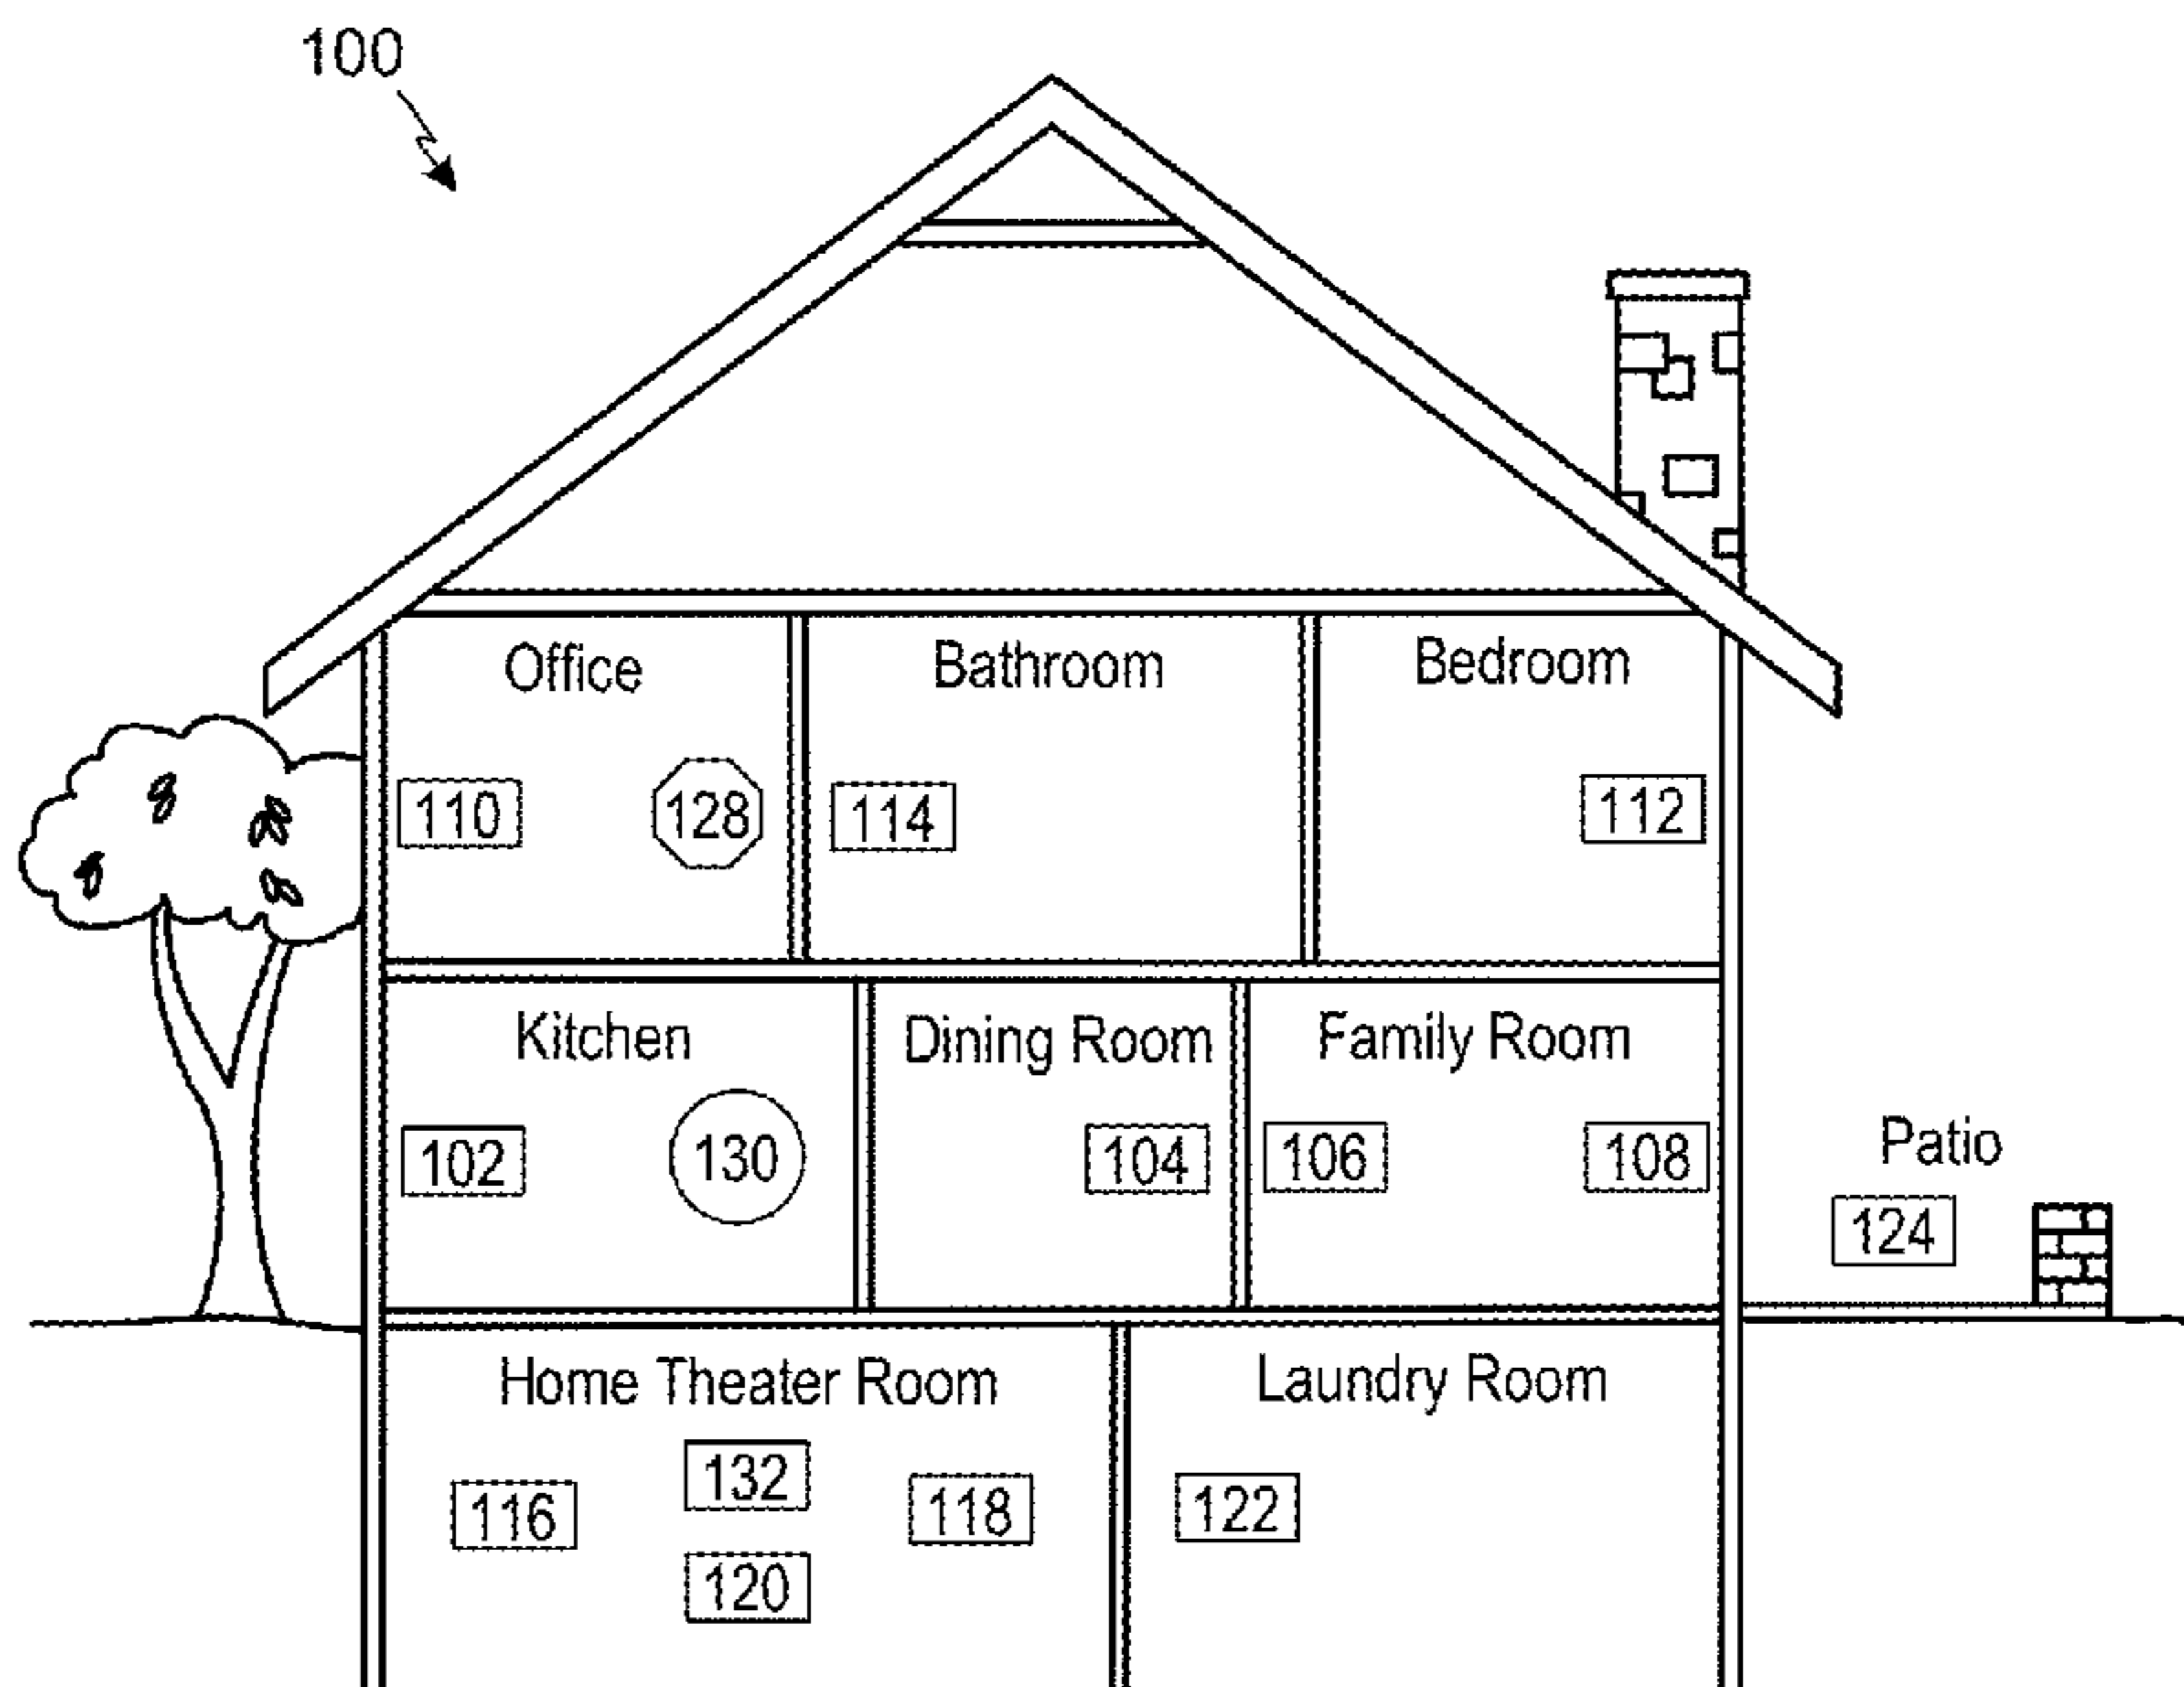 100
Office
Bathroom
Bedroom
110
128
114
112
Kitchen
Dining Room
Family Room
102
130
104
106
108
Patio
124
Home Theater Room
Laundry Room
116
132
118
122
120